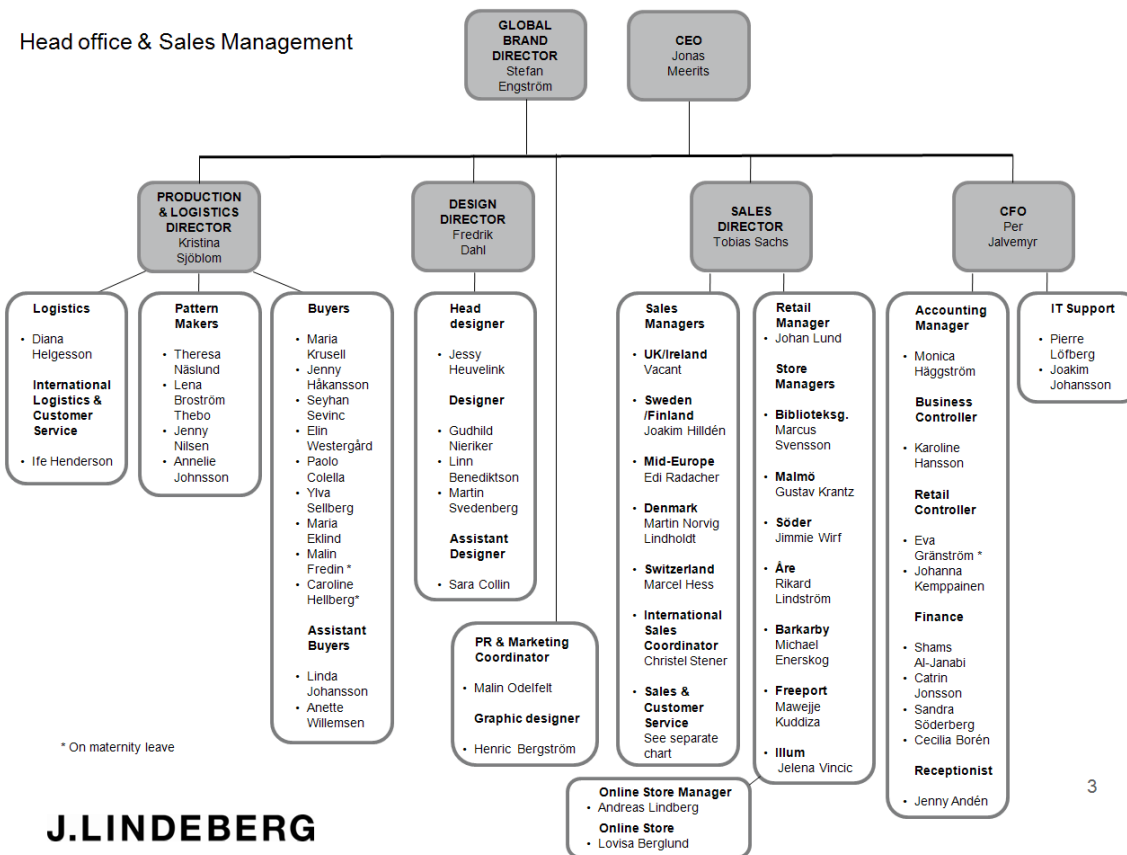 Head office & Sales Management
GLOBAL
BRAND
DIRECTOR
Stefan
Engström
CEO
Jonas
Meerits
PRODUCTION
& LOGISTICS
DIRECTOR
Kristina
Sjöblom
DESIGN
DIRECTOR
Fredrik
Dahl
SALES
DIRECTOR
Tobias Sachs
CFO
Per
Jalvemyr
Logistics
• Diana
Helgesson
International
Logistics &
Customer
Service
• Ife Henderson
Pattern
Makers
• Theresa
Näslund
• Lena
Broström
Thebo
• Jenny
Nilsen
• Annelie
Johnsson
Buyers
• Maria
Krusell
• Jenny
Håkansson
• Seyhan
Sevinc
• Elin
Westergård
• Paolo
Colella
• Ylva
Sellberg
• Maria
Eklind
• Malin
Fredin *
• Caroline
Hellberg*
Assistant
Buyers
• Linda
Johansson
• Anette
Willemsen
Head
designer
• Jessy
Heuvelink
Designer
• Gudhild
Nieriker
• Linn
Benediktson
• Martin
Svedenberg
Assistant
Designer
• Sara Collin
PR & Marketing
Coordinator
• Malin Odelfelt
Graphic designer
• Henric Bergström
Sales
Managers
• UK/Ireland
Vacant
• Sweden
/Finland
Joakim Hilldén
• Mid-Europe
Edi Radacher
• Denmark
Martin Norvig
Lindholdt
• Switzerland
Marcel Hess
• International
Sales
Coordinator
Christel Stener
• Sales &
Customer
Service
See separate
chart
Retail
Manager
• Johan Lund
Store
Managers
• Biblioteksg.
Marcus
Svensson
• Malmö
Gustav Krantz
• Söder
Jimmie Wirf
• Åre
Rikard
Lindström
• Barkarby
Michael
Enerskog
• Freeport
Mawejje
Kuddiza
• Illum
Jelena Vincic
Online Store Manager
• Andreas Lindberg
Online Store
• Lovisa Berglund
Accounting
Manager
• Monica
Häggström
Business
Controller
• Karoline
Hansson
Retail
Controller
• Eva
Gränström *
• Johanna
Kemppainen
Finance
• Shams
Al-Janabi
• Catrin
Jonsson
• Sandra
Söderberg
• Cecilia Borén
Receptionist
• Jenny Andén
IT Support
• Pierre
Löfberg
• Joakim
Johansson
* On maternity leave
J.LINDEBERG
3